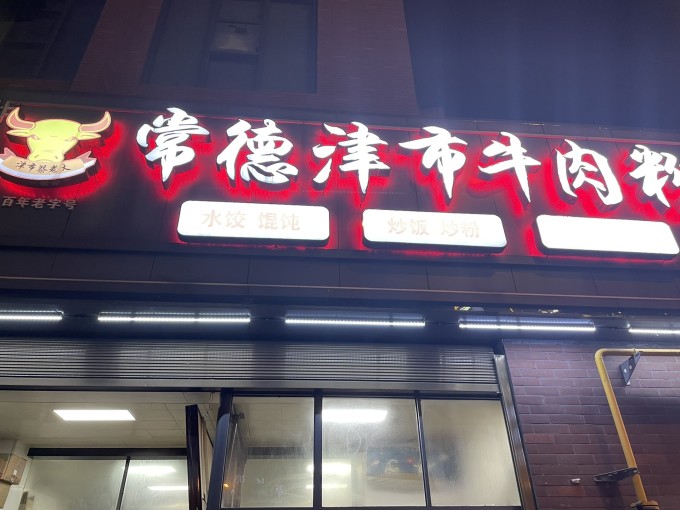 常德津市牛肉粉
百年老字号
水饺 馄饨
炒饭 炒粉